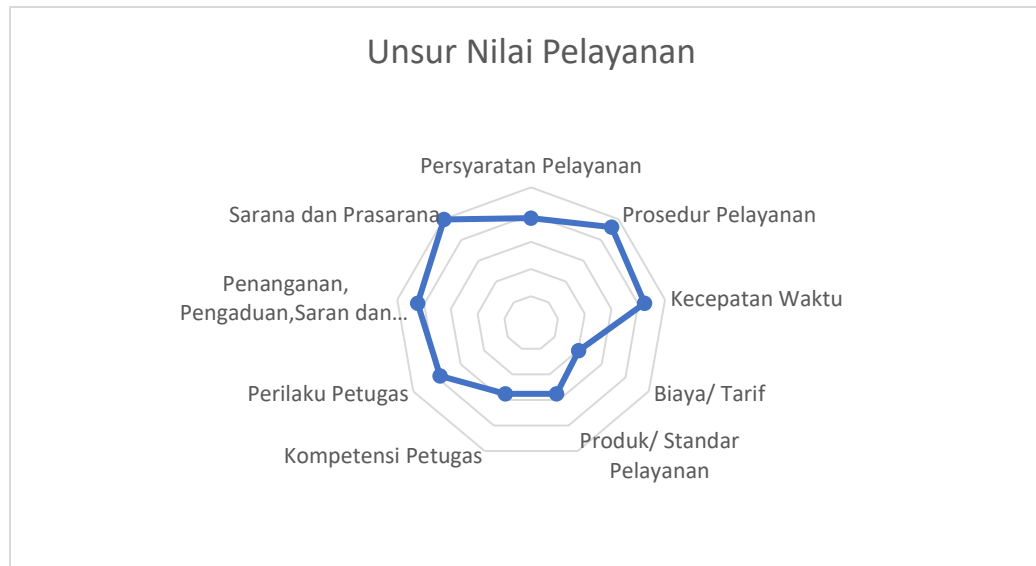 Unsur Nilai Pelayanan
Persyaratan Pelayanan
Prosedur Pelayanan
Kecepatan Waktu
Biaya/ Tarif
Produk/ Standar
Pelayanan
Kompetensi Petugas
Perilaku Petugas
Penanganan,
Pengaduan,Saran dan...
Sarana dan Prasarana